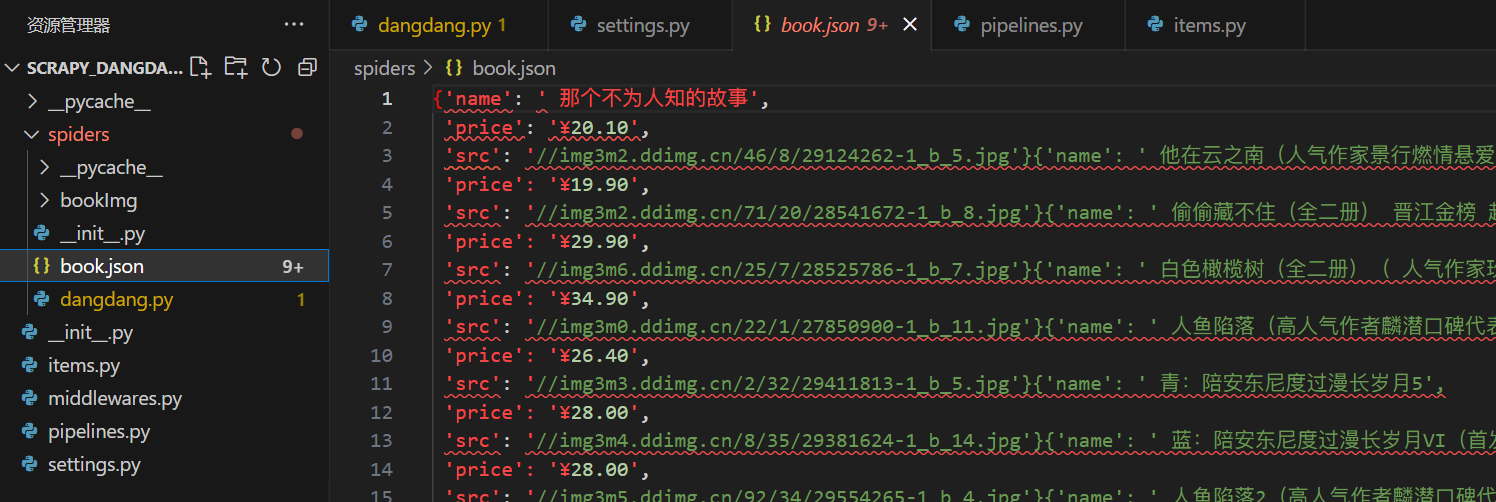 资源管理器 ···
SCRAPY_DANGDA...
__pycache__
spiders
__pycache__
bookImg
__init__.py
book.json 9+
dangdang.py 1
__init__.py
items.py
middlewares.py
pipelines.py
settings.py
dangdang.py 1 settings.py {} book.json 9+ pipelines.py items.py
spiders > {} book.json
1 {'name': ' 那个不为人知的故事',
2 'price': '¥20.10',
3 'src': '//img3m2.ddimg.cn/46/8/29124262-1_b_5.jpg'}{'name': ' 他在云之南（人气作家景行燃情悬爱
4 'price': '¥19.90',
5 'src': '//img3m2.ddimg.cn/71/20/28541672-1_b_8.jpg'}{'name': ' 偷偷藏不住（全二册） 晋江金榜
6 'price': '¥29.90',
7 'src': '//img3m6.ddimg.cn/25/7/28525786-1_b_7.jpg'}{'name': ' 白色橄榄树（全二册）（ 人气作家
8 'price': '¥34.90',
9 'src': '//img3m0.ddimg.cn/22/1/27850900-1_b_11.jpg'}{'name': ' 人鱼陷落（高人气作者麟潜口碑代表
10 'price': '¥26.40',
11 'src': '//img3m3.ddimg.cn/2/32/29411813-1_b_5.jpg'}{'name': ' 青：陪安东尼度过漫长岁月5',
12 'price': '¥28.00',
13 'src': '//img3m4.ddimg.cn/8/35/29381624-1_b_14.jpg'}{'name': ' 蓝：陪安东尼度过漫长岁月VI（首发
14 'price': '¥28.00',
15 'src': '//img3m5.ddimg.cn/92/34/29554265-1_b_4.jpg'}{'name': ' 人鱼陷落2（高人气作者麟潜口碑代